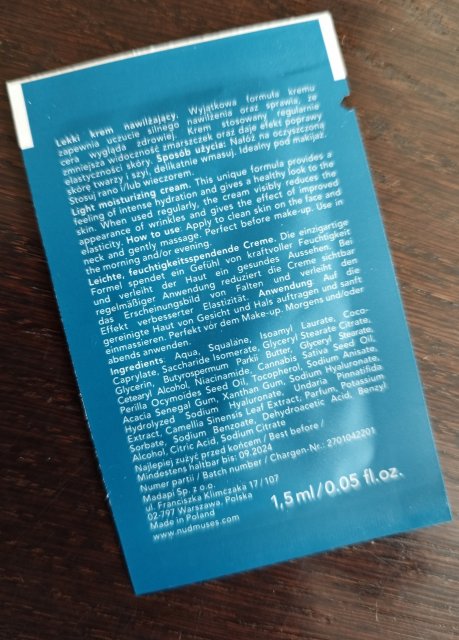 Lekki krem nawilżający. Wyjątkowa formuła kremu
zapewnia uczucie silnego nawilżenia oraz sprawia, że
cera wygląda zdrowiej. Krem stosowany regularnie
zmniejsza widoczność zmarszczek oraz daje efekt poprawy
elastyczności skóry. Sposób użycia: Nałóż na oczyszczoną
skórę twarzy i szyi, delikatnie wmasuj. Idealny pod makijaż.
Stosuj rano i/lub wieczorem.
Light moisturizing cream. This unique formula provides a
feeling of intense hydration and gives a healthy look to the
skin. When used regularly, the cream visibly reduces the
appearance of wrinkles and gives the effect of improved
elasticity. How to use: Apply to clean skin on the face and
neck and gently massage. Perfect before make-up. Use in
the morning and/or evening.
Leichte, feuchtigkeitsspendende Creme. Die einzigartige
Formel spendet ein Gefühl von kraftvoller Feuchtigkeit
und verleiht der Haut ein gesundes Aussehen. Bei
regelmäßiger Anwendung reduziert die Creme sichtbar
das Erscheinungsbild von Falten und verleiht den
Effekt verbesserter Elastizität. Anwendung: Auf die
gereinigte Haut von Gesicht und Hals auftragen und sanft
einmassieren. Perfekt vor dem Make-up. Morgens und/oder
abends anwenden.
Ingredients: Aqua, Squalane, Isoamyl Laurate, Coco-
Caprylate, Saccharide Isomerate, Glyceryl Stearate Citrate,
Glycerin, Butyrospermum Parkii Butter, Glyceryl Stearate,
Cetearyl Alcohol, Niacinamide, Cannabis Sativa Seed Oil,
Perilla Ocymoides Seed Oil, Tocopherol, Sodium Anisate,
Acacia Senegal Gum, Xanthan Gum, Sodium Hyaluronate,
Hydrolyzed Sodium Hyaluronate, Undaria Pinnatifida
Extract, Camellia Sinensis Leaf Extract, Parfum, Potassium
Sorbate, Sodium Benzoate, Dehydroacetic Acid, Benzyl
Alcohol, Citric Acid, Sodium Citrate
Najlepiej zużyć przed końcem / Best before /
Mindestens haltbar bis: 09.2024
Numer partii / Batch number / Chargen-Nr.: 2701042201
Madapi Sp. z o.o.
ul. Franciszka Klimczaka 17/107
02-797 Warszawa, Polska
Made in Poland
www.nudmuses.com
1,5 ml/0.05 fl.oz.